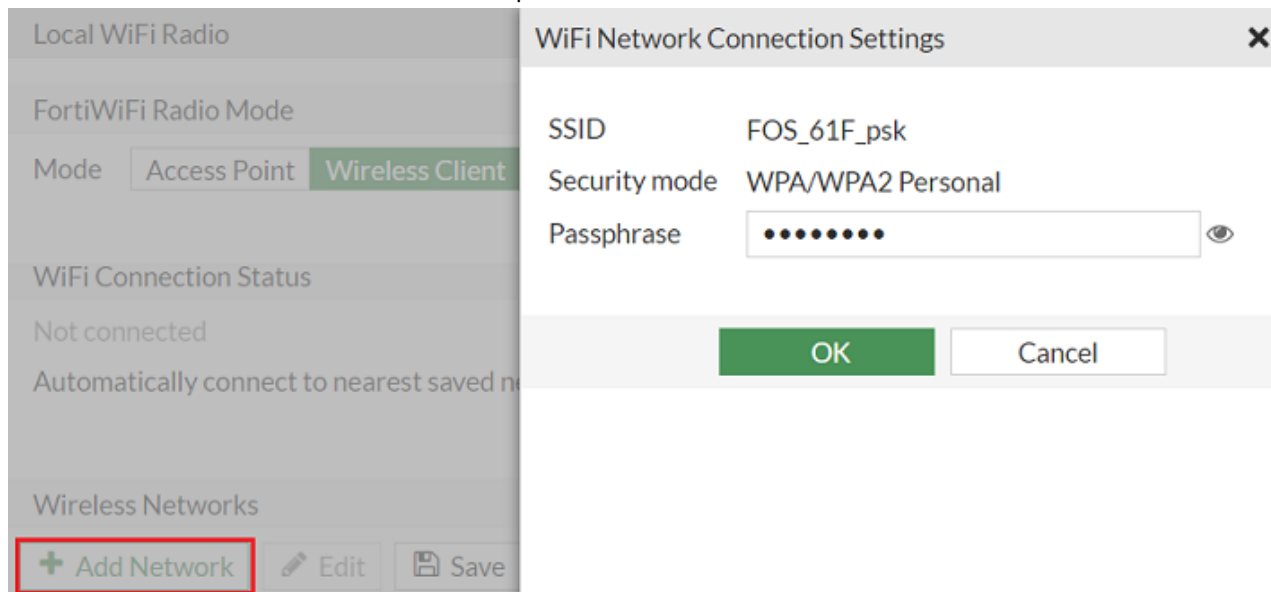 Local WiFi Radio
FortiWiFi Radio Mode
Mode Access Point Wireless Client
WiFi Connection Status
Not connected
Automatically connect to nearest saved
Wireless Networks
+ Add Network Edit Save
WiFi Network Connection Settings
SSID FOS_61F_psk
Security mode WPA/WPA2 Personal
Passphrase ••••••••
OK Cancel